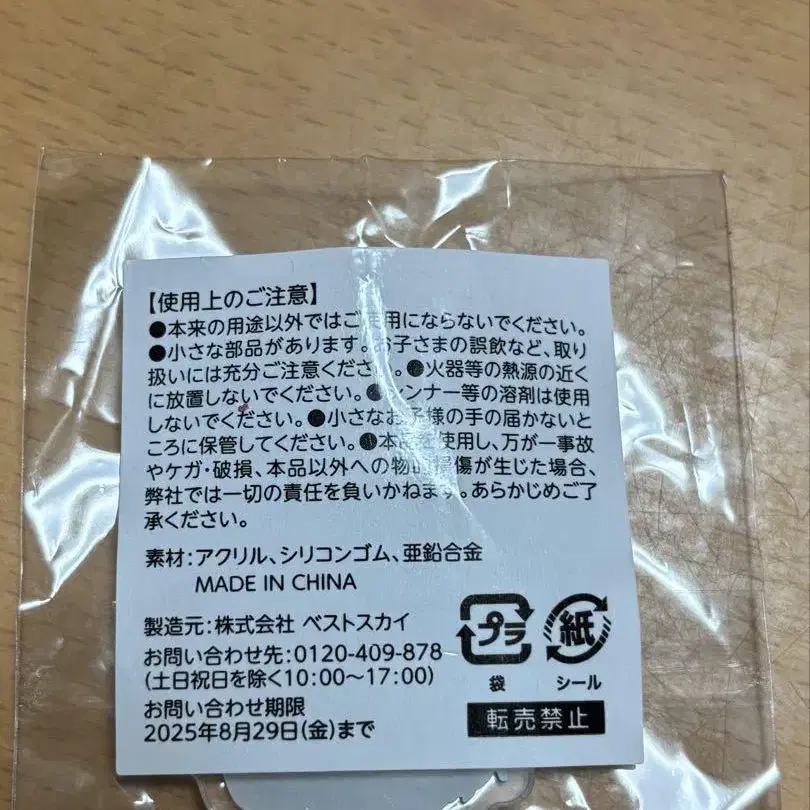 【使用上のご注意】
●本来の用途以外ではご使用にならないでください。
●小さな部品があります。お子さまの誤飲など、取り
扱いには充分ご注意ください。●火器等の熱源の近く
に放置しないでください。●シンナー等の溶剤は使用
しないでください。●小さなお子様の手の届かないと
ころに保管してください。●本品を使用し、万が一事故
やケガ・破損、本品以外への物的損傷が生じた場合、
弊社では一切の責任を負いかねます。あらかじめご了
承ください。
素材:アクリル、シリコンゴム、亜鉛合金
MADE IN CHINA
製造元:株式会社 ベストスカイ
お問い合わせ先:0120-409-878
(土日祝日を除く10:00~17:00)
お問い合わせ期限
2025年8月29日(金)まで
プラ
袋
紙
シール
転売禁止